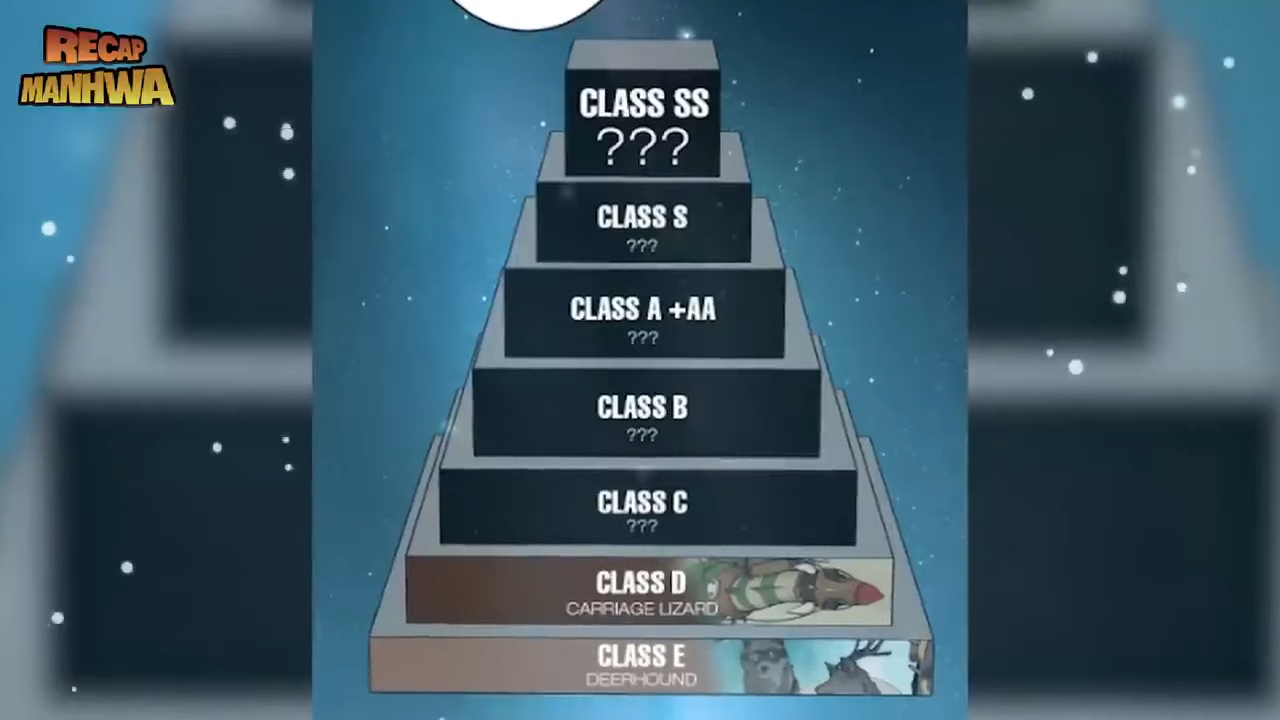 RECAP
MANHWA
CLASS SS
???
CLASS S
???
CLASS A +AA
???
CLASS B
???
CLASS C
???
CLASS D
CARRIAGE LIZARD
CLASS E
DEERHOUND